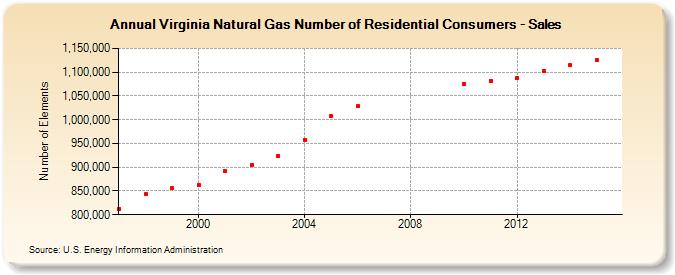 Annual Virginia Natural Gas Number of Residential Consumers - Sales
Number of Elements
1,150,000
1,100,000
1,050,000
1,000,000
950,000
900,000
850,000
800,000
2000 2004 2008 2012
Source: U.S. Energy Information Administration